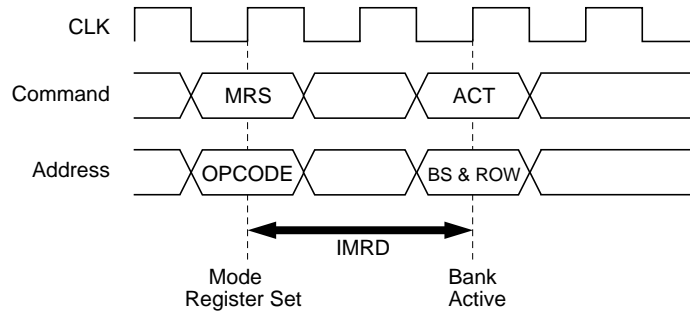 CLK
Command
MRS
ACT
Address
OPCODE
BS & ROW
IMRD
Mode
Register Set
Bank
Active